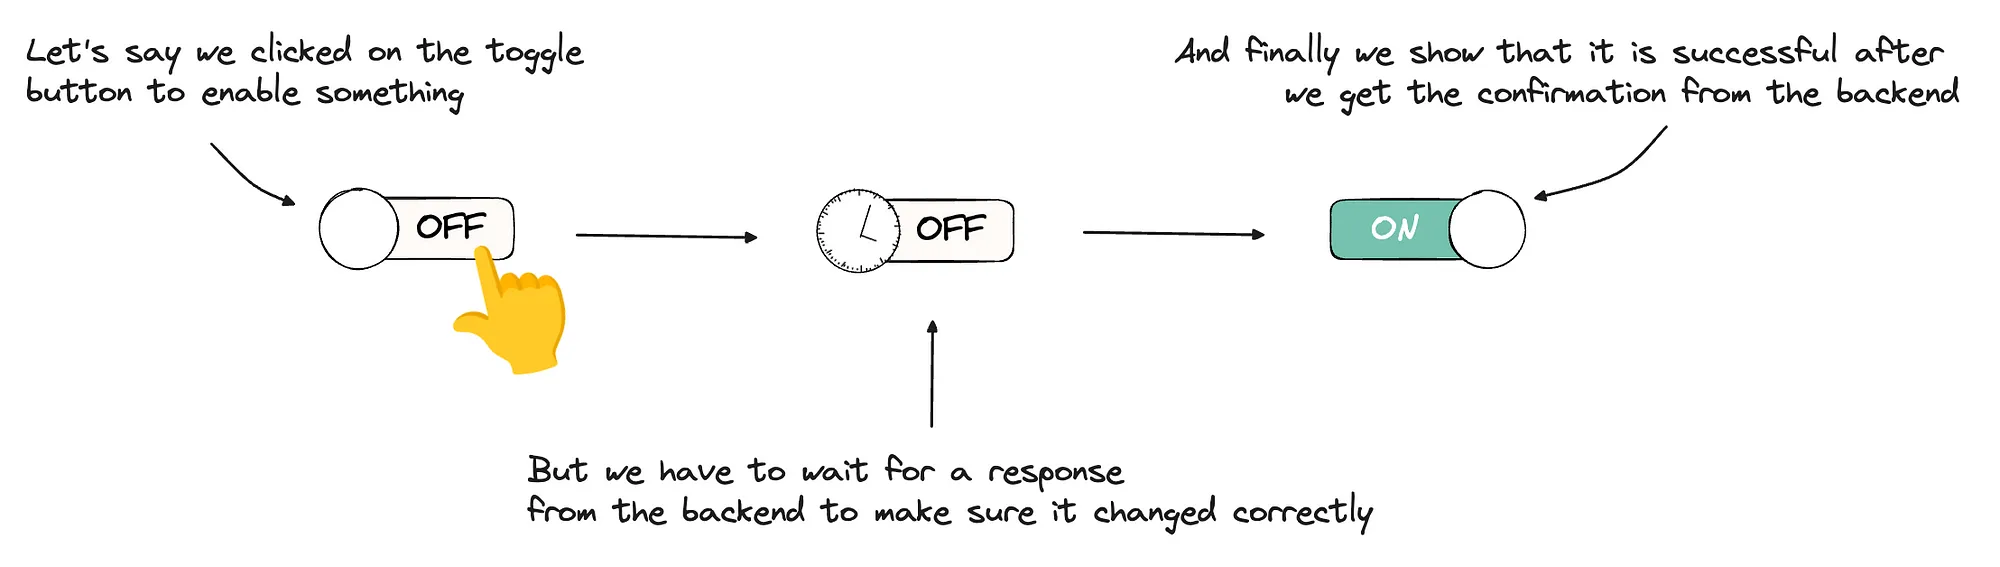 Let's say we clicked on the toggle
button to enable something
And finally we show that it is successful after
we get the confirmation from the backend
OFF
OFF
ON
But we have to wait for a response
from the backend to make sure it changed correctly